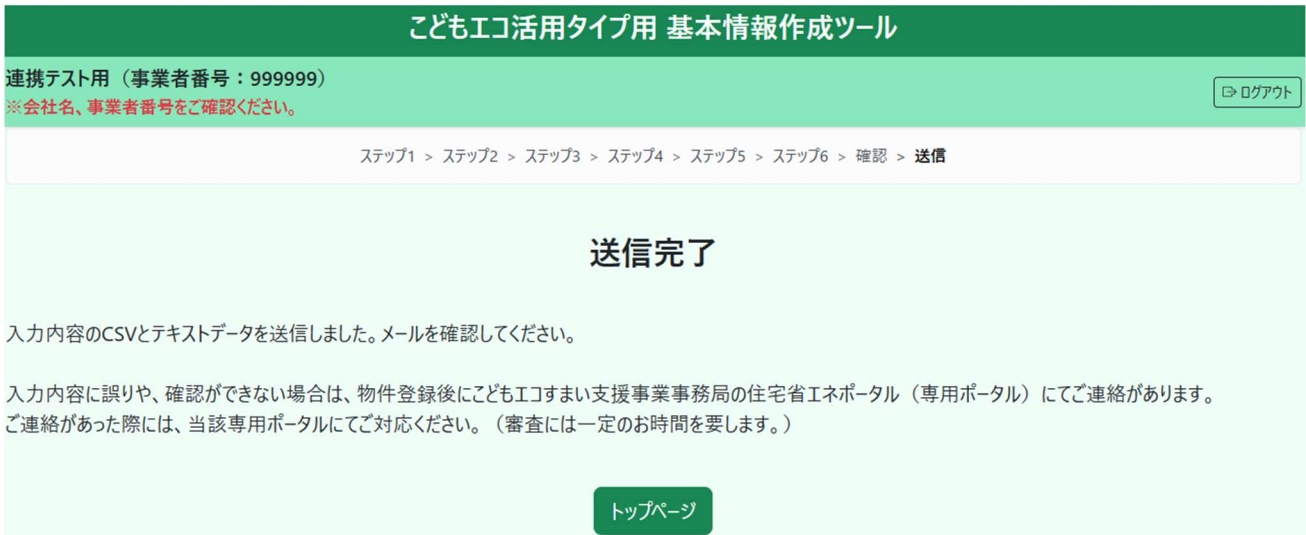 こどもエコ活用タイプ用 基本情報作成ツール
連携テスト用（事業者番号：999999）
※会社名、事業者番号をご確認ください。
ログアウト
ステップ1 > ステップ2 > ステップ3 > ステップ4 > ステップ5 > ステップ6 > 確認 > 送信
送信完了
入力内容のCSVとテキストデータを送信しました。メールを確認してください。
入力内容に誤りや、確認ができない場合は、物件登録後にこどもエコすまい支援事業事務局の住宅省エネポータル（専用ポータル）にてご連絡があります。
ご連絡があった際には、当該専用ポータルにてご対応ください。（審査には一定のお時間を要します。）
トップページ